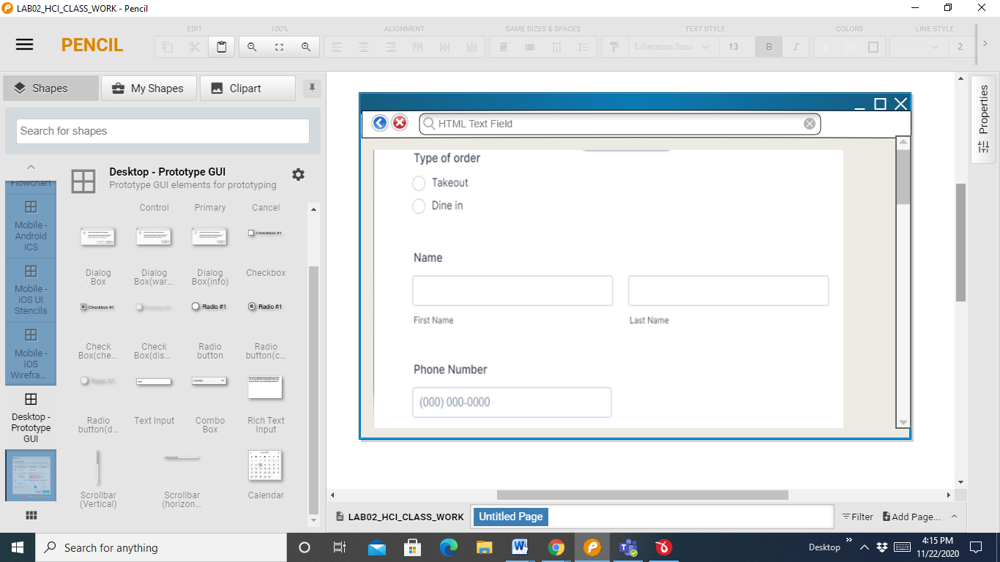 LAB02_HCI_CLASS_WORK - Pencil
EDIT
100%
ALIGNMENT
SAME SIZES & SPACES
TEXT STYLE
COLORS
LINE STYLE
PENCIL
Liberation Sans
13
B
I
2
Shapes
My Shapes
Clipart
Properties
Search for shapes
HTML Text Field
Desktop - Prototype GUI
Prototype GUI elements for prototyping
Flowchart
Mobile -
Android
ICS
Mobile -
iOS UI
Stencils
Mobile -
iOS
Wirefra...
Desktop -
Prototype
GUI
Control
Primary
Cancel
Checkbox #1
Dialog
Box
Dialog
Box(war...
Dialog
Box(info)
Checkbox
Checkbox #1
Radio #1
Radio #1
Check
Box(che...
Check
Box(dis...
Radio
button
Radio
button(c...
Radio #1
Combo
Radio
button(d...
Text Input
Combo
Box
Rich Text
Input
Scrollbar
(Vertical)
Scrollbar
(horizon...
Calendar
Type of order
Takeout
Dine in
Name
First Name
Last Name
Phone Number
(000) 000-0000
LAB02_HCI_CLASS_WORK
Untitled Page
Filter
Add Page...
Search for anything
Desktop
4:15 PM
11/22/2020